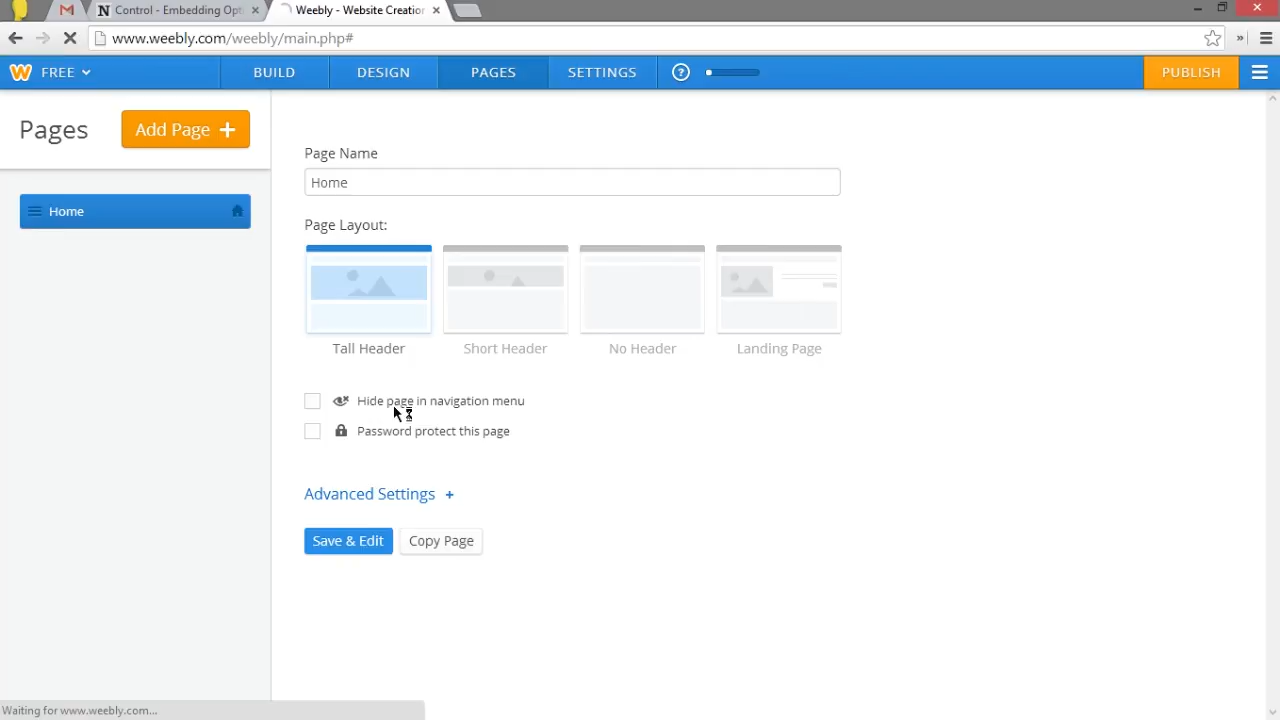 Control - Embedding Opt
Weebly - Website Creation
www.weebly.com/weebly/main.php#
FREE
BUILD
DESIGN
PAGES
SETTINGS
?
PUBLISH
Pages
Add Page +
Home
Page Name
Home
Page Layout:
Tall Header
Short Header
No Header
Landing Page
Hide page in navigation menu
Password protect this page
Advanced Settings +
Save & Edit
Copy Page
Waiting for www.weebly.com...